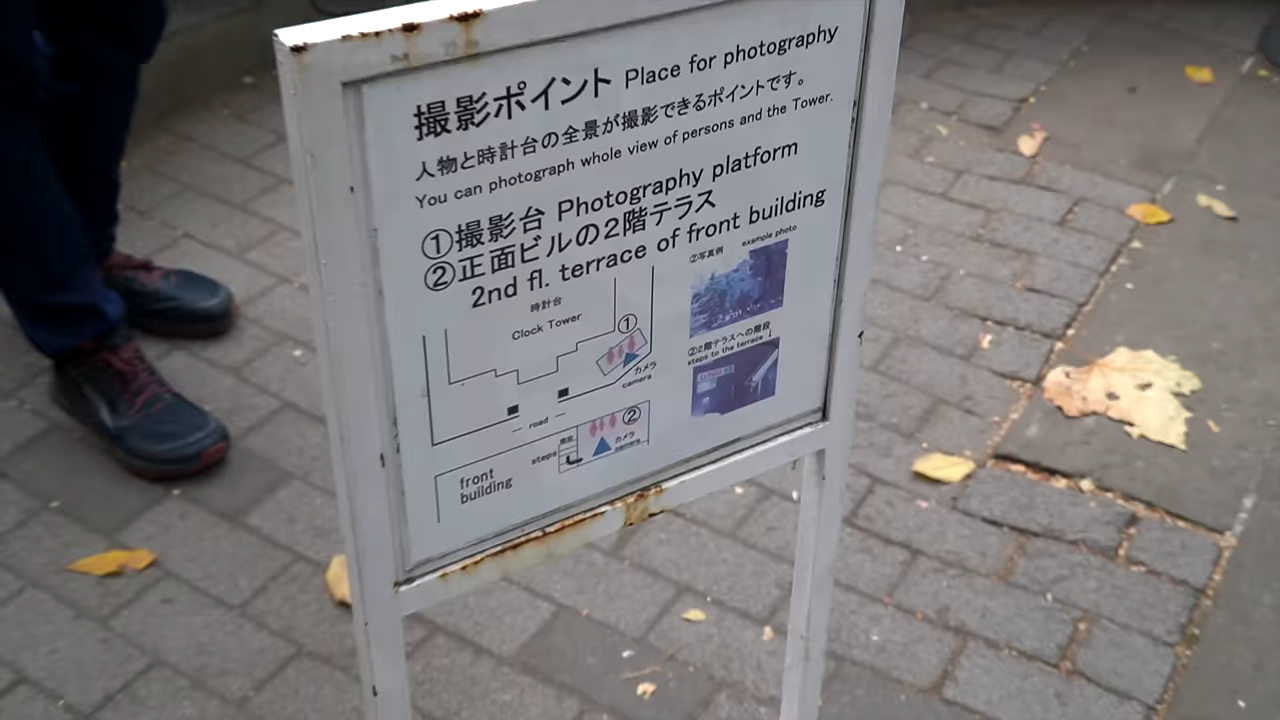 撮影ポイント Place for photography
人物と時計台の全景が撮影できるポイントです。
You can photograph whole view of persons and the Tower.
①撮影台 Photography platform
②正面ビルの2階テラス
2nd fl. terrace of front building
②写真例 example photo
時計台
Clock Tower
①
カメラ
camera
②2階テラスへの階段
steps to the terrace
road
②
カメラ
camera
steps
front
building